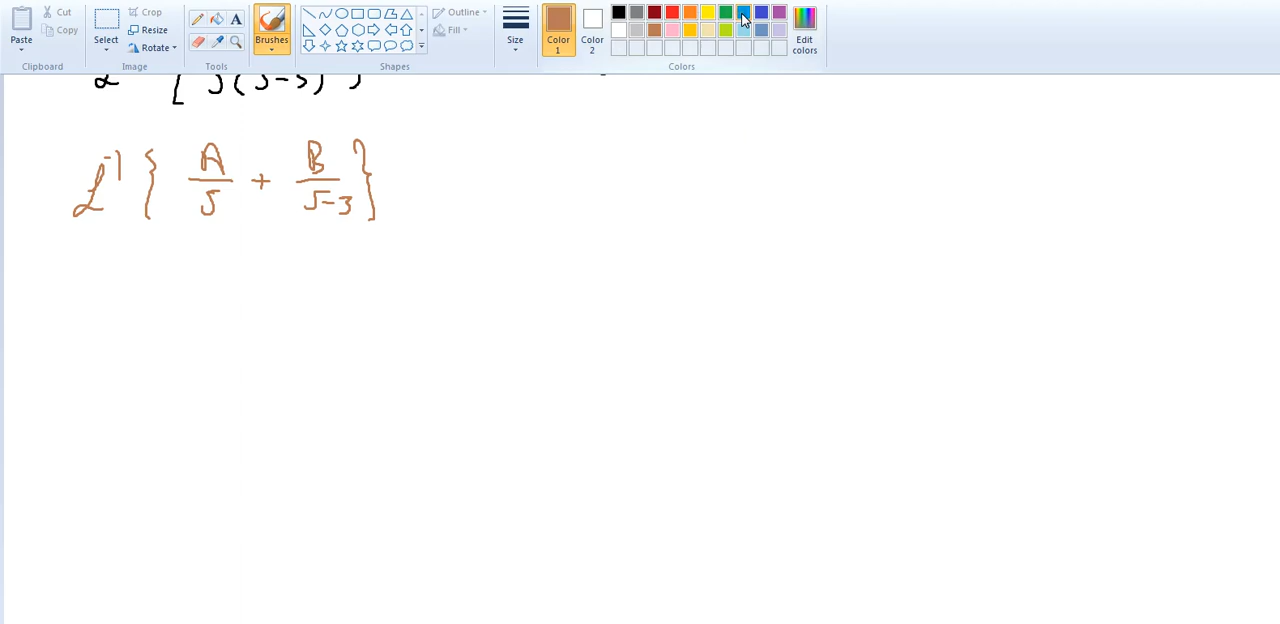 Paste
Cut
Copy
Clipboard
Select
Crop
Resize
Rotate
Image
A
Tools
Brushes
Shapes
Outline
Fill
Size
Color 1
Color 2
Edit colors
Colors
ℒ⁻¹ { A/s + B/(s-3) }